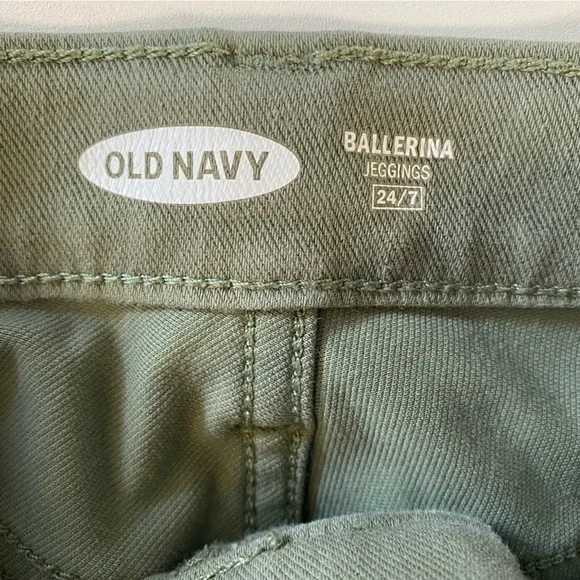 OLD NAVY
BALLERINA
JEGGINGS
24/7